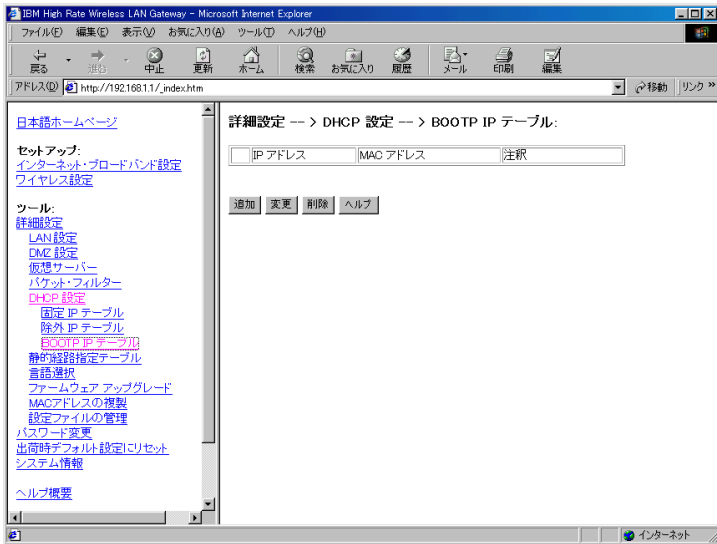 IBM High Rate Wireless LAN Gateway - Microsoft Internet Explorer
ファイル(F) 編集(E) 表示(V) お気に入り(A) ツール(T) ヘルプ(H)
戻る 進む 中止 更新 ホーム 検索 お気に入り 履歴 メール 印刷 編集
アドレス(D) http://192.168.1.1/_index.htm 移動 リンク »
日本語ホームページ
セットアップ:
インターネット・ブロードバンド設定
ワイヤレス設定
ツール:
詳細設定
LAN 設定
DMZ 設定
仮想サーバー
パケット・フィルター
DHCP 設定
固定 IP テーブル
除外 IP テーブル
BOOTP IP テーブル
静的経路指定テーブル
言語選択
ファームウェア アップグレード
MACアドレスの複製
設定ファイルの管理
パスワード変更
出荷時デフォルト設定にリセット
システム情報
ヘルプ概要
詳細設定 --> DHCP 設定 --> BOOTP IP テーブル:
IP アドレス MAC アドレス 注釈
追加 変更 削除 ヘルプ
インターネット